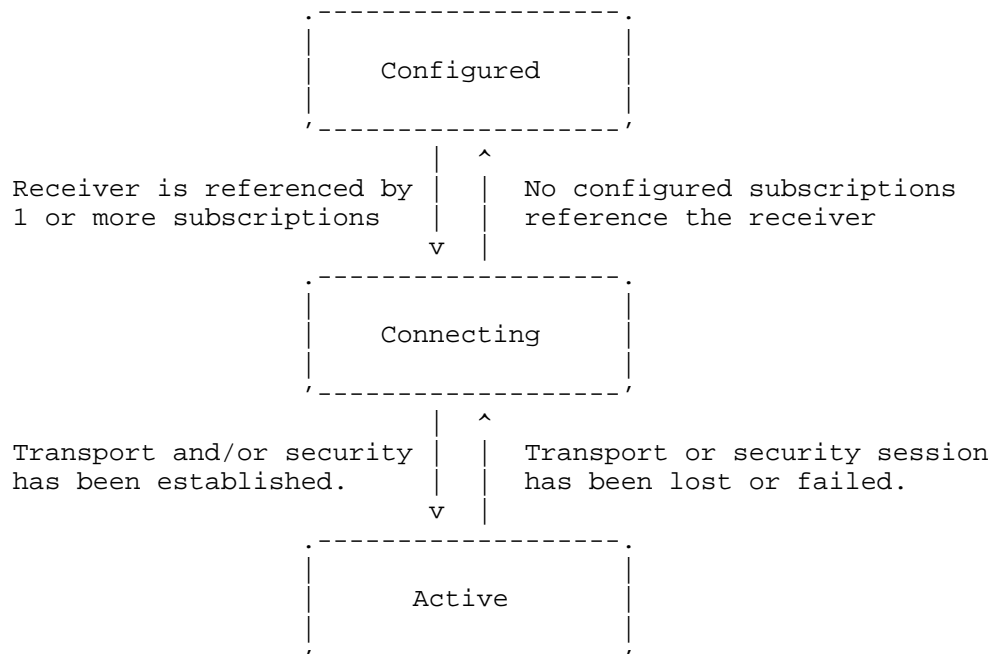 Configured
Receiver is referenced by
1 or more subscriptions
No configured subscriptions
reference the receiver
Connecting
Transport and/or security
has been established.
Transport or security session
has been lost or failed.
Active